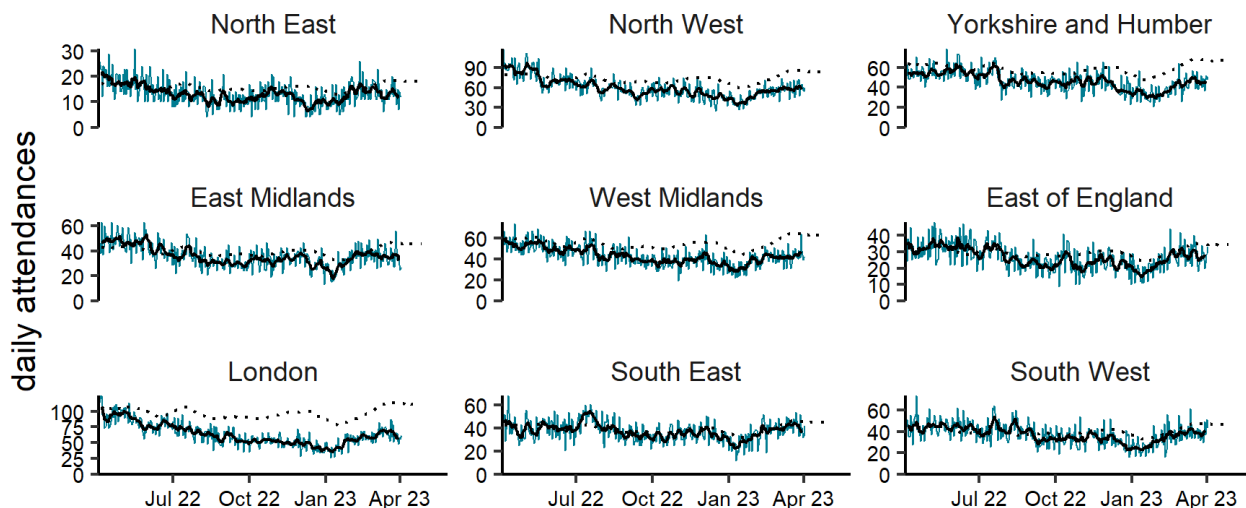 North East
North West
Yorkshire and Humber
30
20
10
0
90
60
30
0
60
40
20
0
daily attendances
East Midlands
West Midlands
East of England
60
40
20
0
60
40
20
0
40
30
20
10
0
London
South East
South West
100
75
50
25
0
60
40
20
0
60
40
20
0
Jul 22 Oct 22 Jan 23 Apr 23
Jul 22 Oct 22 Jan 23 Apr 23
Jul 22 Oct 22 Jan 23 Apr 23